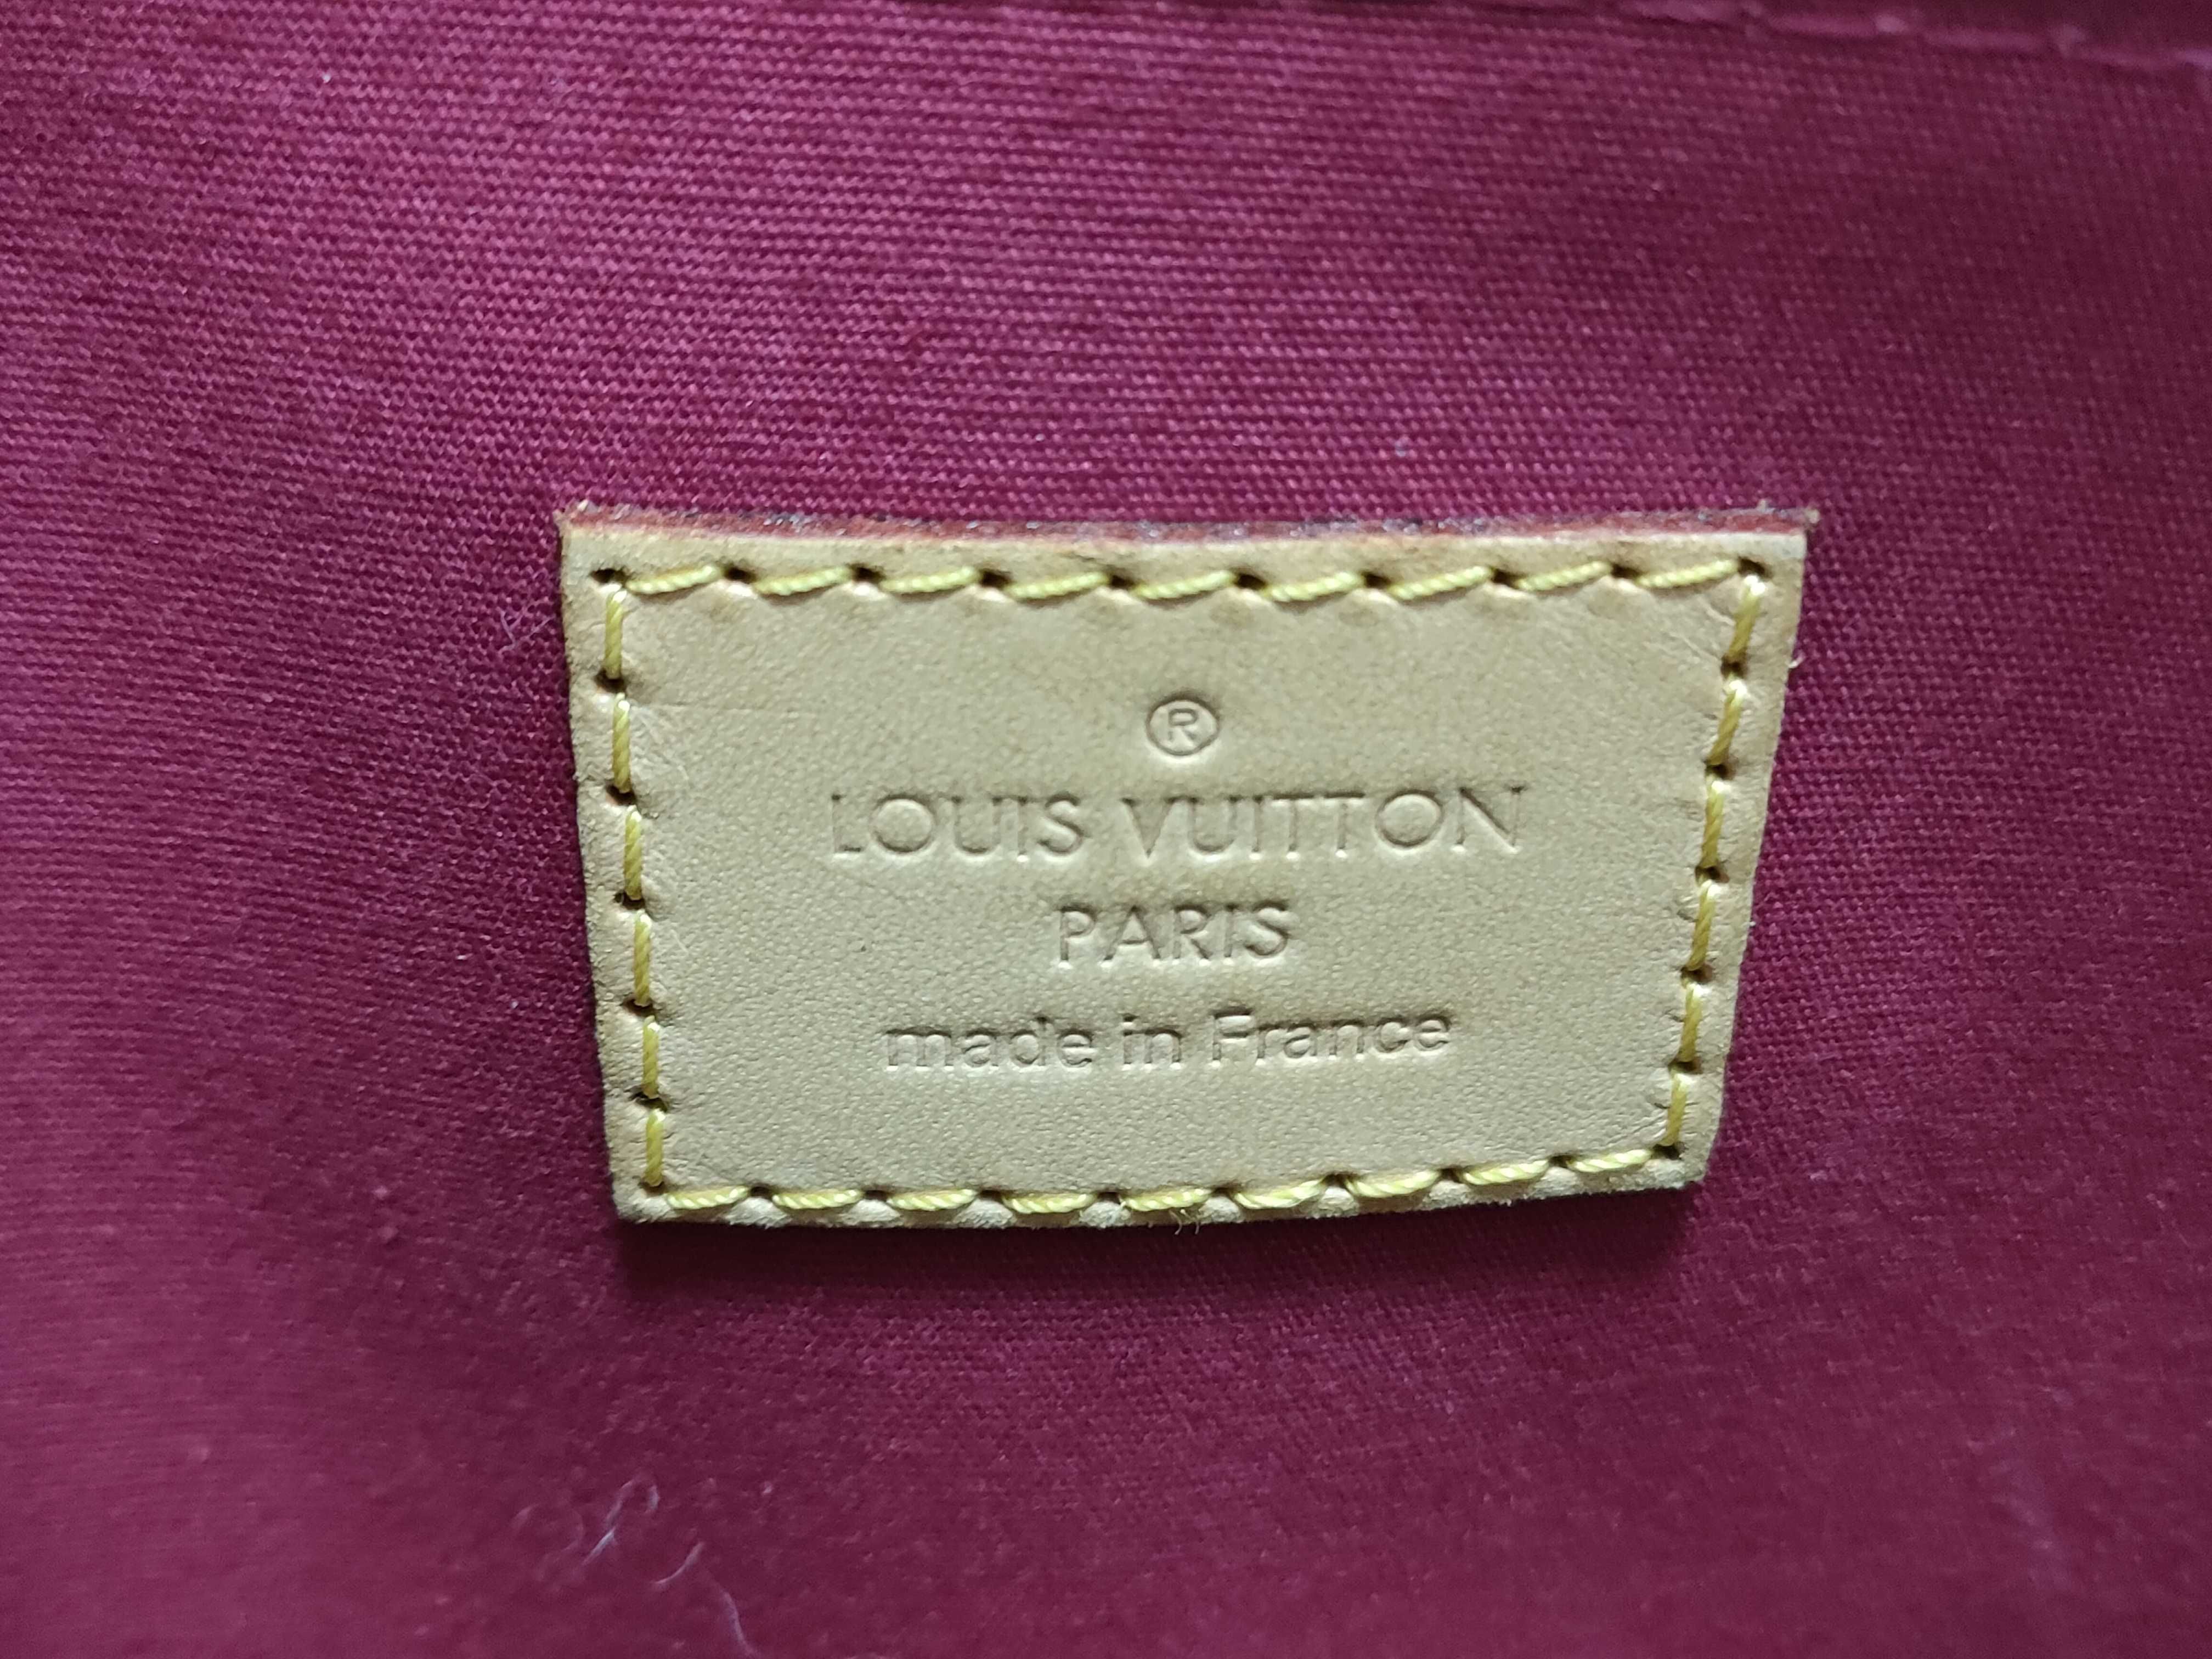 ®
LOUIS VUITTON
PARIS
made in France